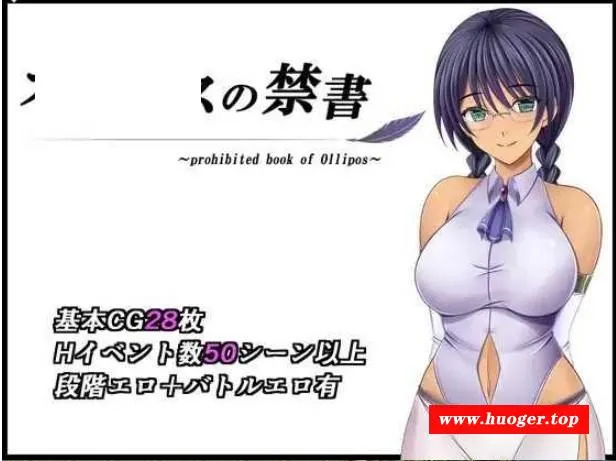 の禁書
~prohibited book of Ollipos~
基本CG28枚
Hイベント数50シーン以上
段階エロ+バトルエロ有
www.huoger.top